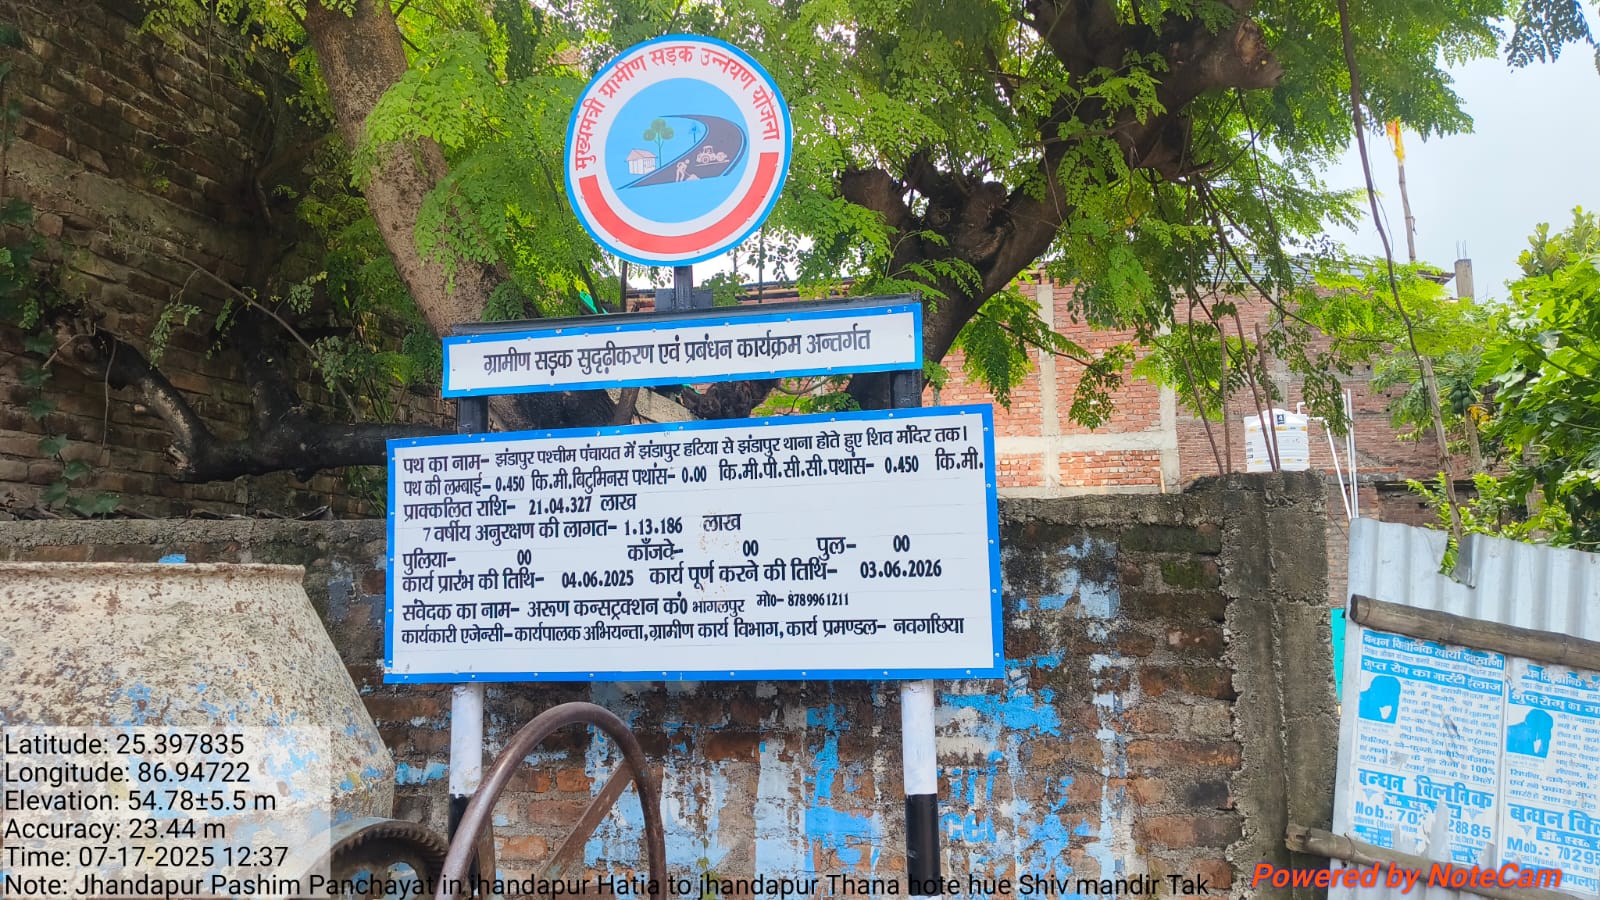 मुख्यमंत्री ग्रामीण सड़क उन्नयण योजना
ग्रामीण सड़क सुदृढ़ीकरण एवं प्रबंधन कार्यक्रम अन्तर्गत
पथ का नाम- झंडापुर पश्चीम पंचायत में झंडापुर हटिया से झंडापुर थाना होते हुए शिव मंदिर तक।
पथ की लम्बाई- 0.450 कि.मी.बिटुमिनस पथांस- 0.00 कि.मी.पी.सी.सी.पथांस- 0.450 कि.मी.
प्राक्कलित राशि- 21.04.327 लाख
7 वर्षीय अनुरक्षण की लागत- 1.13.186 लाख
पुलिया- 00 कॉजवे- 00 पुल- 00
कार्य प्रारंभ की तिथि- 04.06.2025 कार्य पूर्ण करने की तिथि- 03.06.2026
संवेदक का नाम- अरूण कन्सट्रक्शन कं0 भागलपुर मो0- 8789961211
कार्यकारी एजेन्सी-कार्यपालक अभियन्ता,ग्रामीण कार्य विभाग, कार्य प्रमण्डल- नवगछिया
गुप्त रोग का गारंटी ईलाज
बन्धन क्लिनिक
Latitude: 25.397835
Longitude: 86.94722
Elevation: 54.78±5.5 m
Accuracy: 23.44 m
Time: 07-17-2025 12:37
Note: Jhandapur Pashim Panchayat in jhandapur Hatia to jhandapur Thana hote hue Shiv mandir Tak
Powered by NoteCam